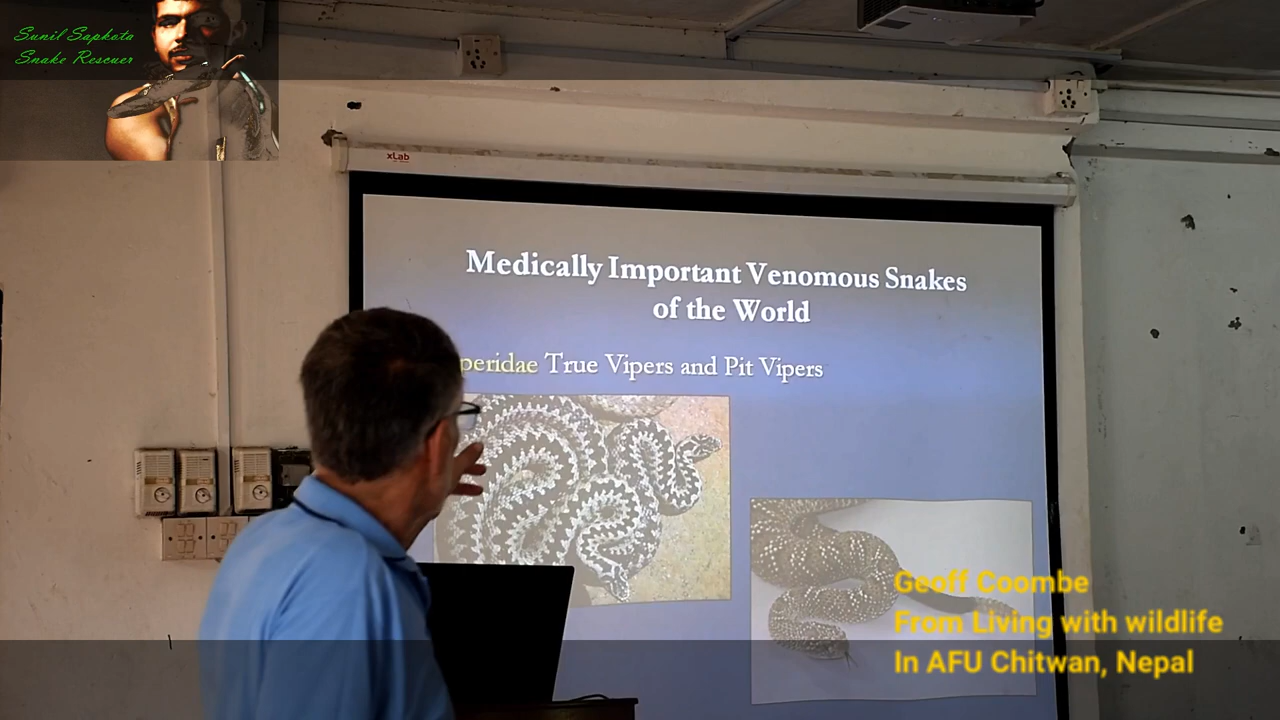 Sunil Sapkota
Snake Rescuer
xLab
Medically Important Venomous Snakes
of the World
peridae True Vipers and Pit Vipers
Geoff Coombe
From Living with wildlife
In AFU Chitwan, Nepal